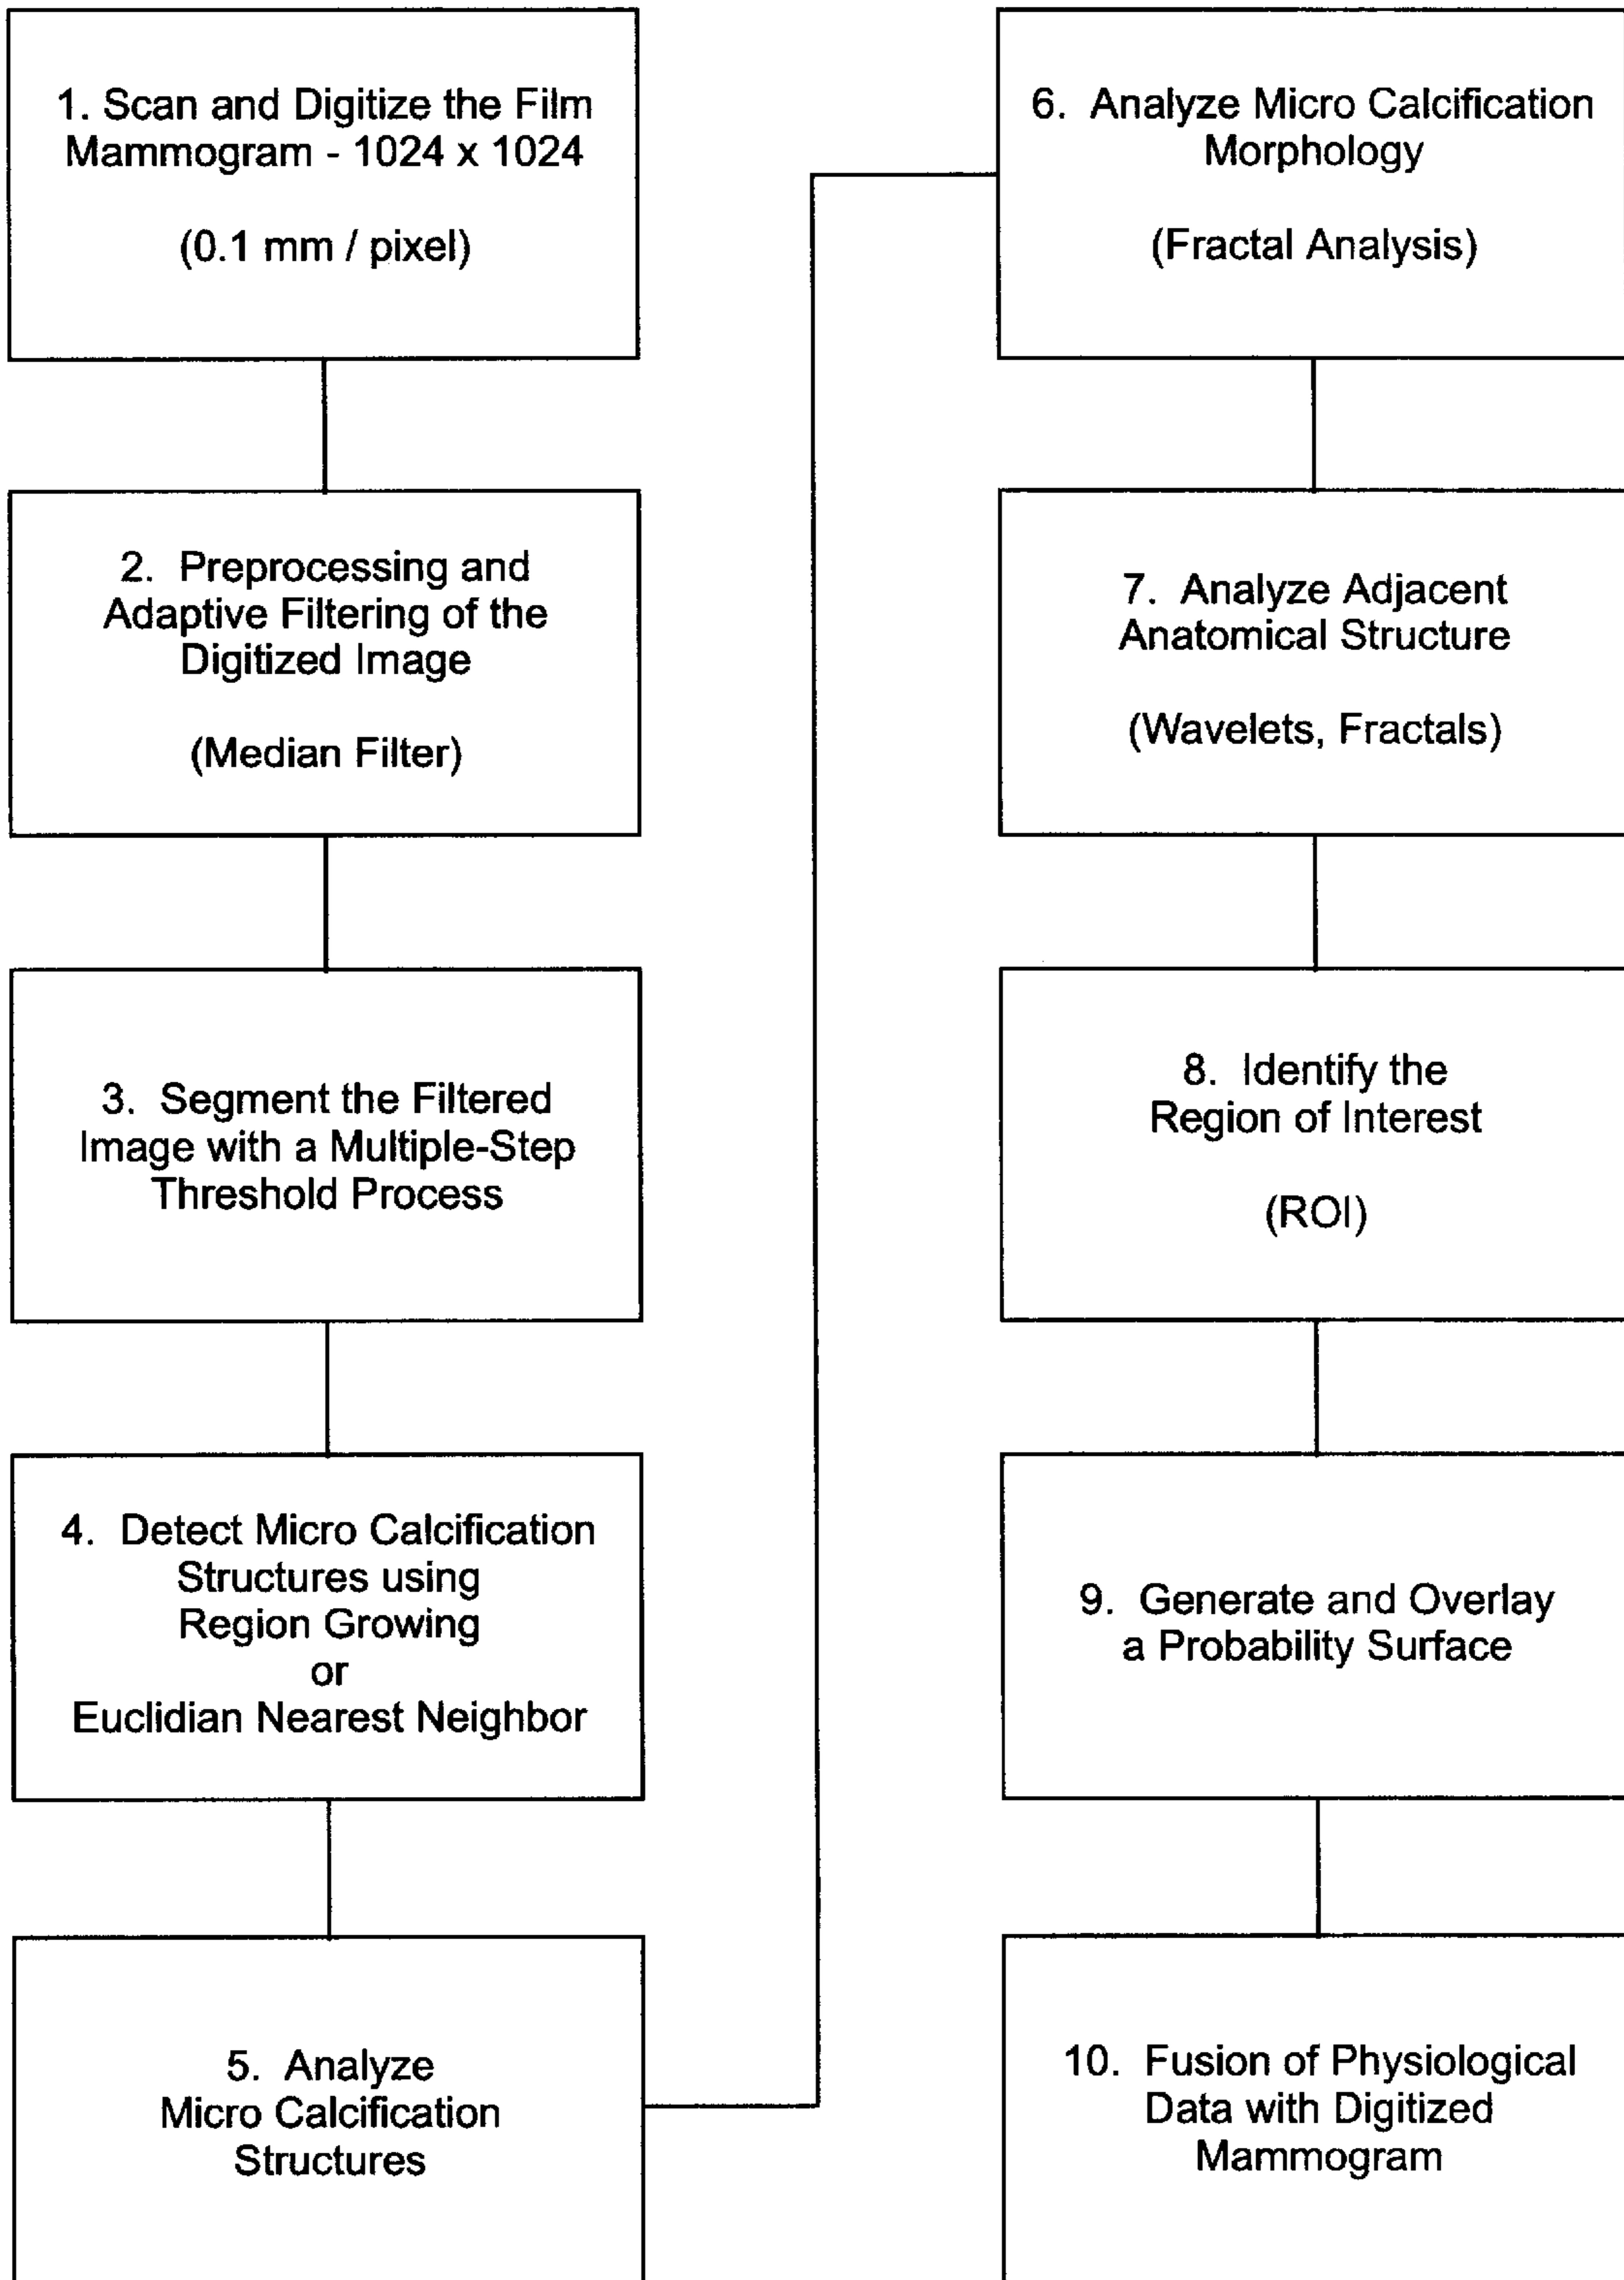 1. Scan and Digitize the Film
Mammogram - 1024 x 1024
(0.1 mm / pixel)
2. Preprocessing and
Adaptive Filtering of the
Digitized Image
(Median Filter)
3. Segment the Filtered
Image with a Multiple-Step
Threshold Process
4. Detect Micro Calcification
Structures using
Region Growing
or
Euclidian Nearest Neighbor
5. Analyze
Micro Calcification
Structures
6. Analyze Micro Calcification
Morphology
(Fractal Analysis)
7. Analyze Adjacent
Anatomical Structure
(Wavelets, Fractals)
8. Identify the
Region of Interest
(ROI)
9. Generate and Overlay
a Probability Surface
10. Fusion of Physiological
Data with Digitized
Mammogram